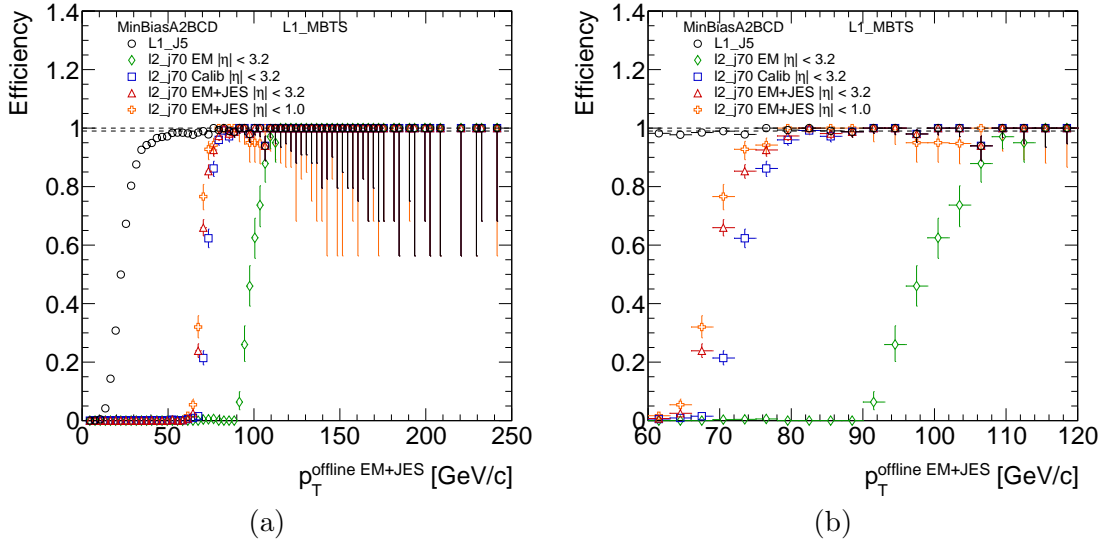 Efficiency
1.4
1.2
1
0.8
0.6
0.4
0.2
0
MinBiasA2BCD L1_MBTS
L1_J5
l2_j70 EM |η| < 3.2
l2_j70 Calib |η| < 3.2
l2_j70 EM+JES |η| < 3.2
l2_j70 EM+JES |η| < 1.0
0 50 100 150 200 250
p_T^offline EM+JES [GeV/c]
(a)
Efficiency
1.4
1.2
1
0.8
0.6
0.4
0.2
0
MinBiasA2BCD L1_MBTS
L1_J5
l2_j70 EM |η| < 3.2
l2_j70 Calib |η| < 3.2
l2_j70 EM+JES |η| < 3.2
l2_j70 EM+JES |η| < 1.0
60 70 80 90 100 110 120
p_T^offline EM+JES [GeV/c]
(b)